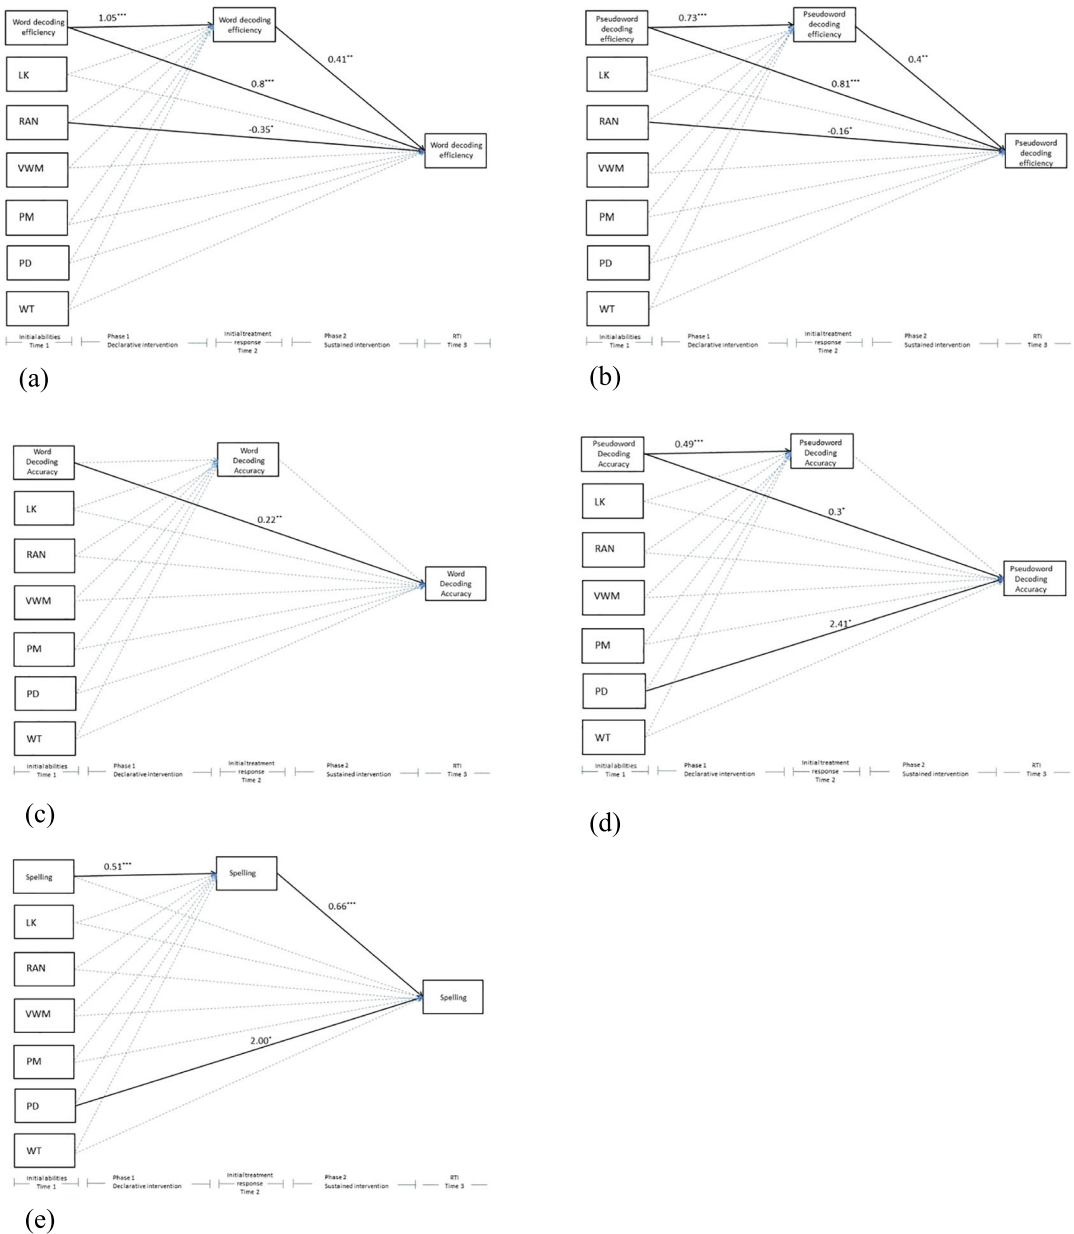 Word decoding
efficiency
1.05***
Word decoding
efficiency
LK
0.41**
0.8***
RAN
-0.35*
Word decoding
efficiency
VWM
PM
PD
WT
Initial abilities
Time 1
Phase 1
Declarative intervention
Initial treatment
response
Time 2
Phase 2
Sustained intervention
RTI
Time 3
(a)
Pseudoword
decoding
efficiency
0.73***
Pseudoword
decoding
efficiency
LK
0.4**
0.81***
RAN
-0.16*
Pseudoword
decoding
efficiency
VWM
PM
PD
WT
Initial abilities
Time 1
Phase 1
Declarative intervention
Initial treatment
response
Time 2
Phase 2
Sustained intervention
RTI
Time 3
(b)
Word
Decoding
Accuracy
Word
Decoding
Accuracy
LK
0.22**
RAN
Word
Decoding
Accuracy
VWM
PM
PD
WT
Initial abilities
Time 1
Phase 1
Declarative intervention
Initial treatment
response
Time 2
Phase 2
Sustained intervention
RTI
Time 3
(c)
Pseudoword
Decoding
Accuracy
0.49***
Pseudoword
Decoding
Accuracy
LK
0.3*
RAN
Pseudoword
Decoding
Accuracy
VWM
2.41*
PM
PD
WT
Initial abilities
Time 1
Phase 1
Declarative intervention
Initial treatment
response
Time 2
Phase 2
Sustained intervention
RTI
Time 3
(d)
Spelling
0.51***
Spelling
LK
0.66***
RAN
Spelling
VWM
2.00*
PM
PD
WT
Initial abilities
Time 1
Phase 1
Declarative intervention
Initial treatment
response
Time 2
Phase 2
Sustained intervention
RTI
Time 3
(e)